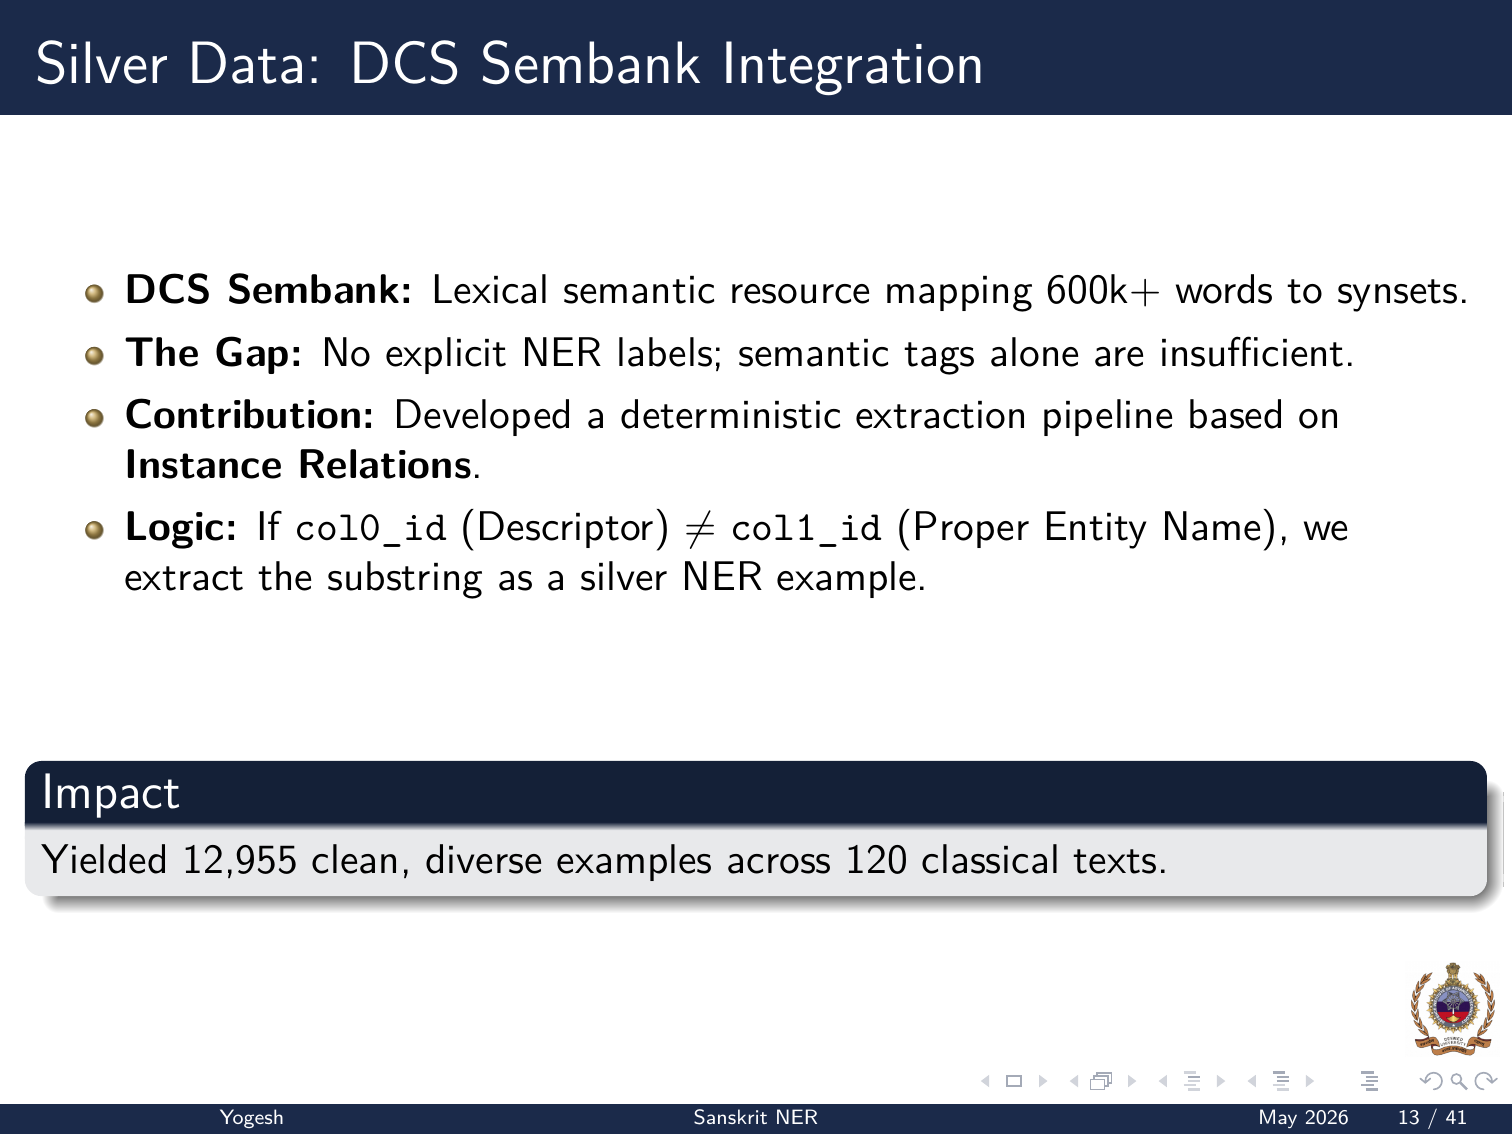 Silver Data: DCS Sembank Integration
DCS Sembank: Lexical semantic resource mapping 600k+ words to synsets.
The Gap: No explicit NER labels; semantic tags alone are insufficient.
Contribution: Developed a deterministic extraction pipeline based on
Instance Relations.
Logic: If col0_id (Descriptor) ≠ col1_id (Proper Entity Name), we
extract the substring as a silver NER example.
Impact
Yielded 12,955 clean, diverse examples across 120 classical texts.
Yogesh
Sanskrit NER
May 2026
13 / 41